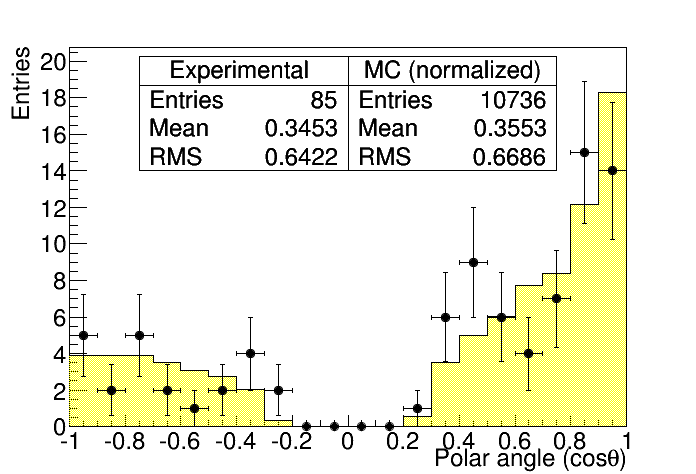 Entries
20
18
16
14
12
10
8
6
4
2
0
Experimental MC (normalized)
Entries 85 Entries 10736
Mean 0.3453 Mean 0.3553
RMS 0.6422 RMS 0.6686
-1 -0.8 -0.6 -0.4 -0.2 0 0.2 0.4 0.6 0.8 1
Polar angle (cosθ)